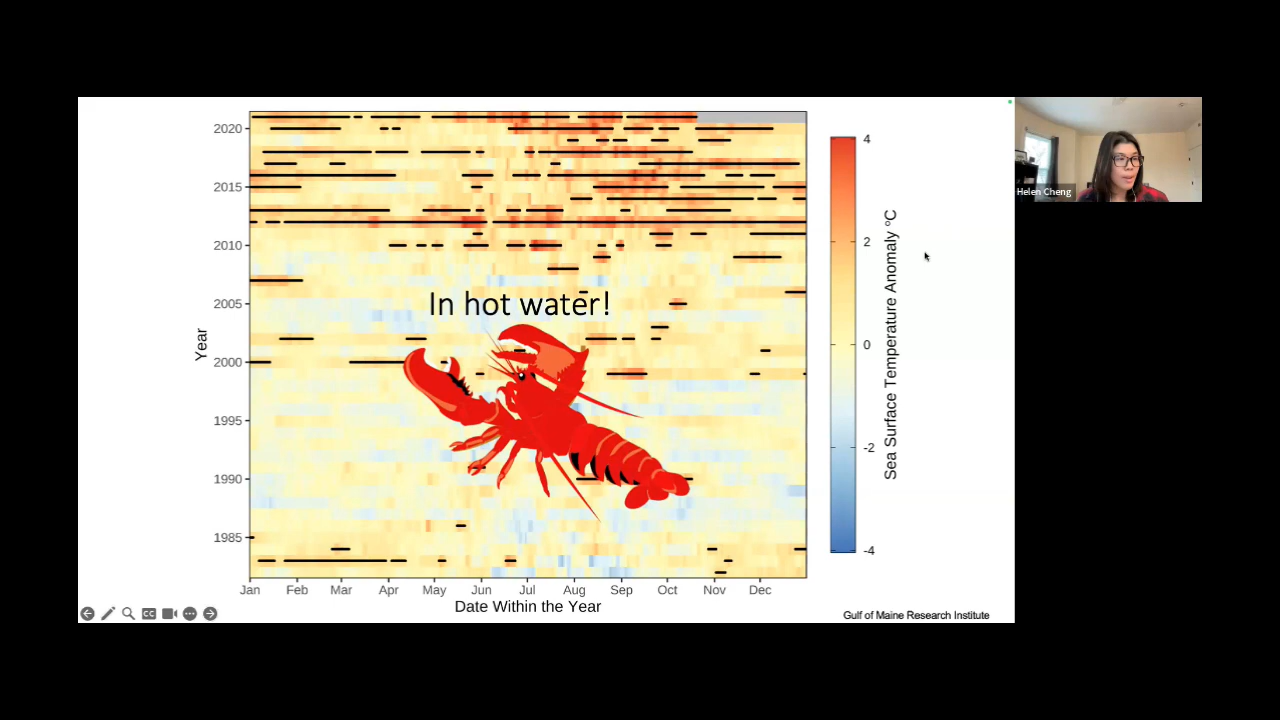 2020
2015
2010
2005
2000
1995
1990
1985
Year
In hot water!
Jan Feb Mar Apr May Jun Jul Aug Sep Oct Nov Dec
Date Within the Year
4
2
0
-2
-4
Sea Surface Temperature Anomaly °C
Helen Cheng
CC
Gulf of Maine Research Institute